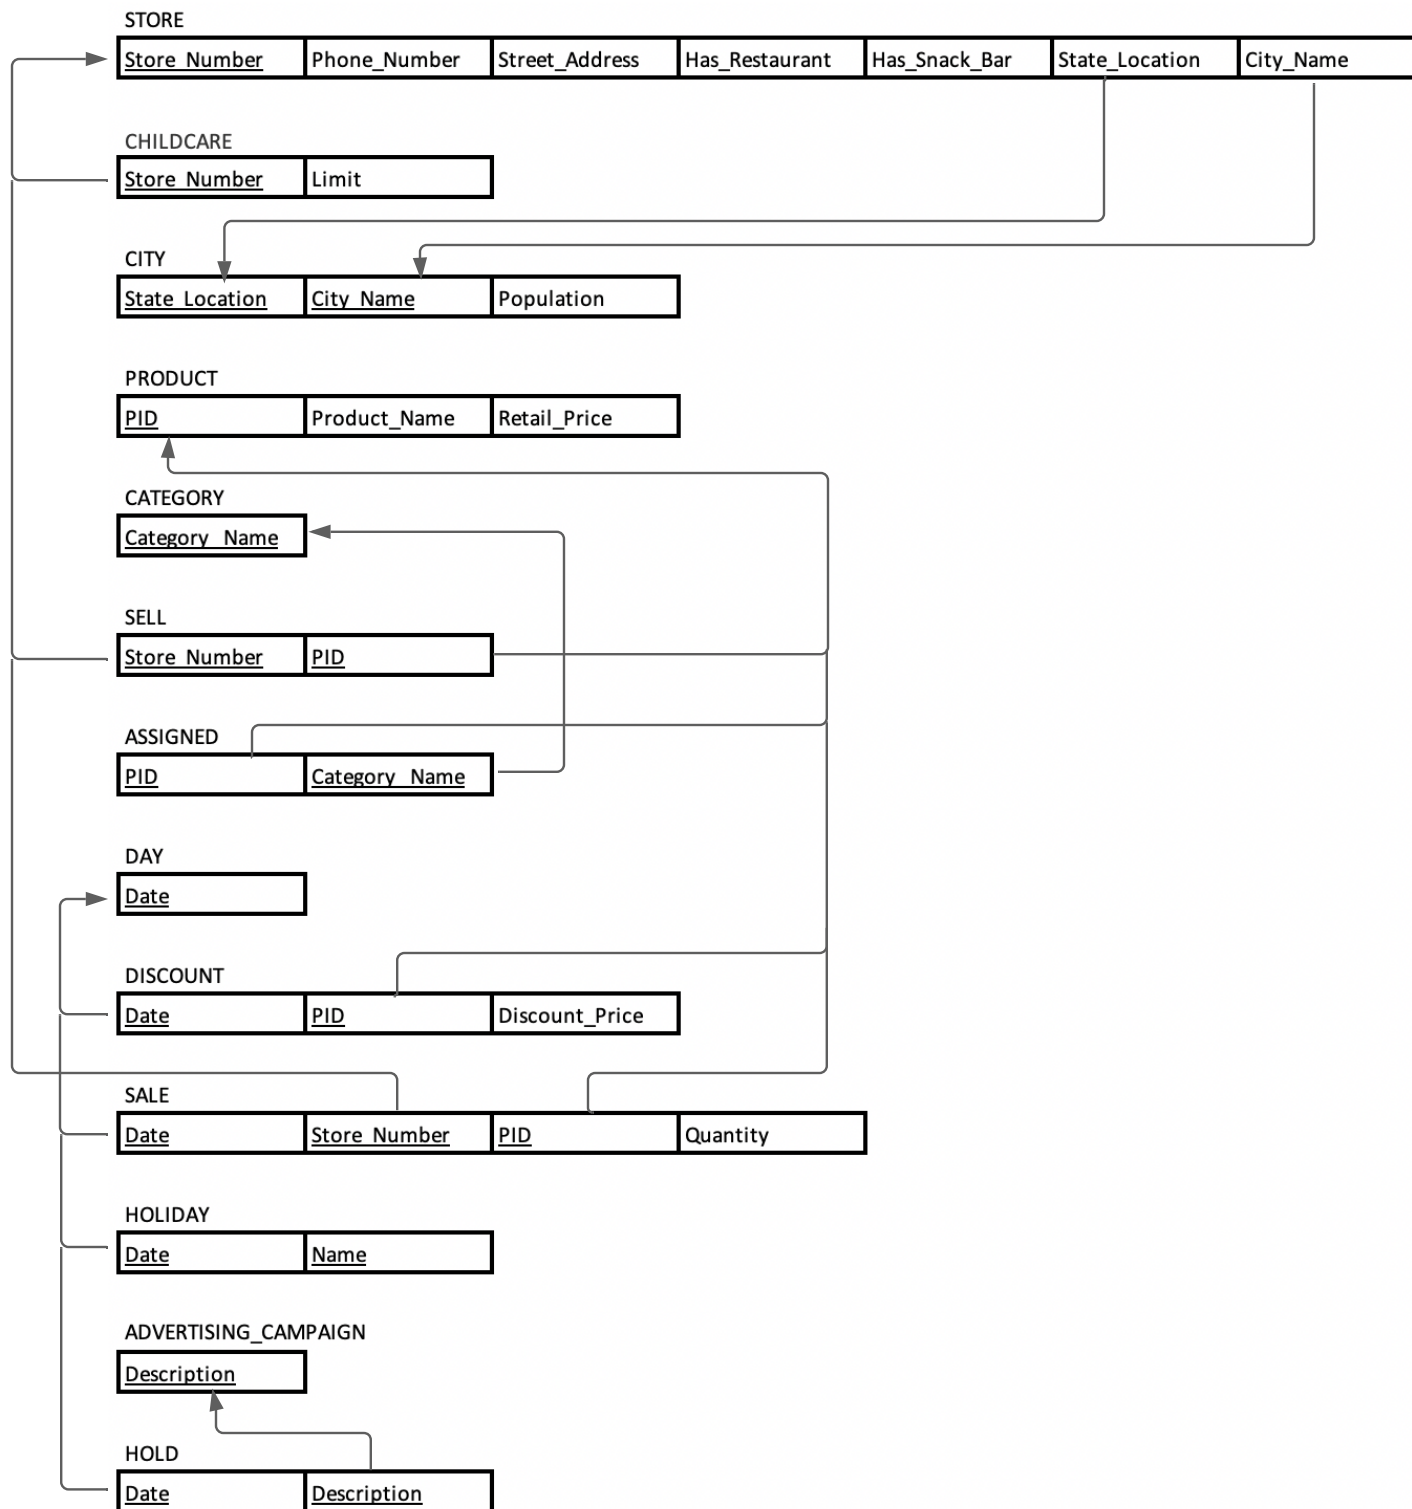 STORE
Store_Number Phone_Number Street_Address Has_Restaurant Has_Snack_Bar State_Location City_Name
CHILDCARE
Store_Number Limit
CITY
State_Location City_Name Population
PRODUCT
PID Product_Name Retail_Price
CATEGORY
Category_Name
SELL
Store_Number PID
ASSIGNED
PID Category_Name
DAY
Date
DISCOUNT
Date PID Discount_Price
SALE
Date Store_Number PID Quantity
HOLIDAY
Date Name
ADVERTISING_CAMPAIGN
Description
HOLD
Date Description